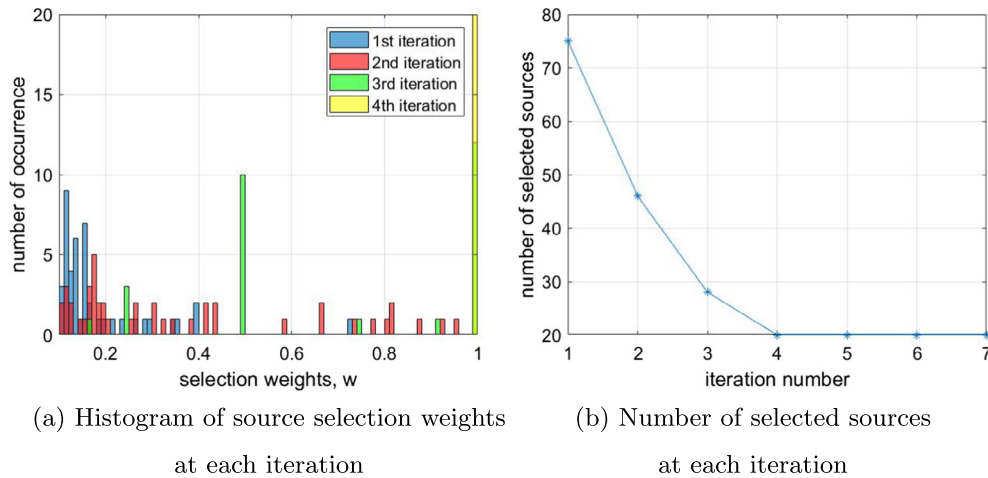 20
15
10
5
0
number of occurrence
1st iteration
2nd iteration
3rd iteration
4th iteration
0.2 0.4 0.6 0.8 1
selection weights, w
80
70
60
50
40
30
20
number of selected sources
1 2 3 4 5 6 7
iteration number
(a) Histogram of source selection weights
at each iteration
(b) Number of selected sources
at each iteration